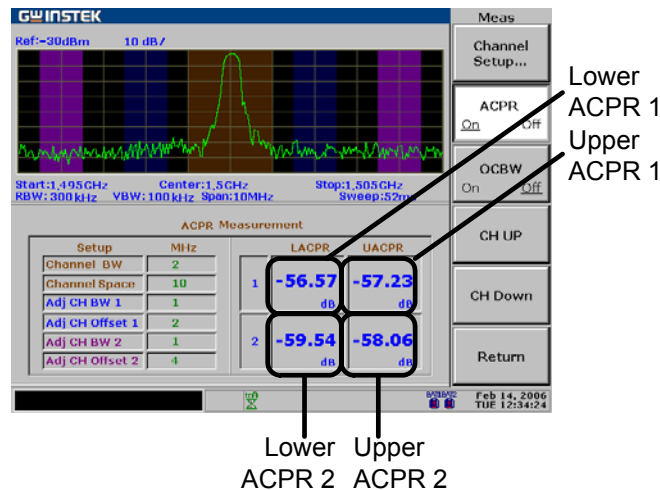 GWINSTEK
Meas
Ref:-30dBm 10 dB/
Channel Setup...
Lower ACPR 1
ACPR
On Off
Upper ACPR 1
OCBW
On Off
Start:1.495GHz Center:1.5GHz Stop:1.505GHz
RBW:300kHz VBW:100kHz Span:10MHz Sweep:52m
ACPR Measurement
CH UP
Setup MHz LACPR UACPR
Channel BW 2
Channel Space 10
Adj CH BW 1 1
Adj CH Offset 1 2
Adj CH BW 2 1
Adj CH Offset 2 4
1 -56.57 dB -57.23 dB
2 -59.54 dB -58.06 dB
CH Down
Return
Feb 14, 2006
TUE 12:34:24
Lower ACPR 2
Upper ACPR 2